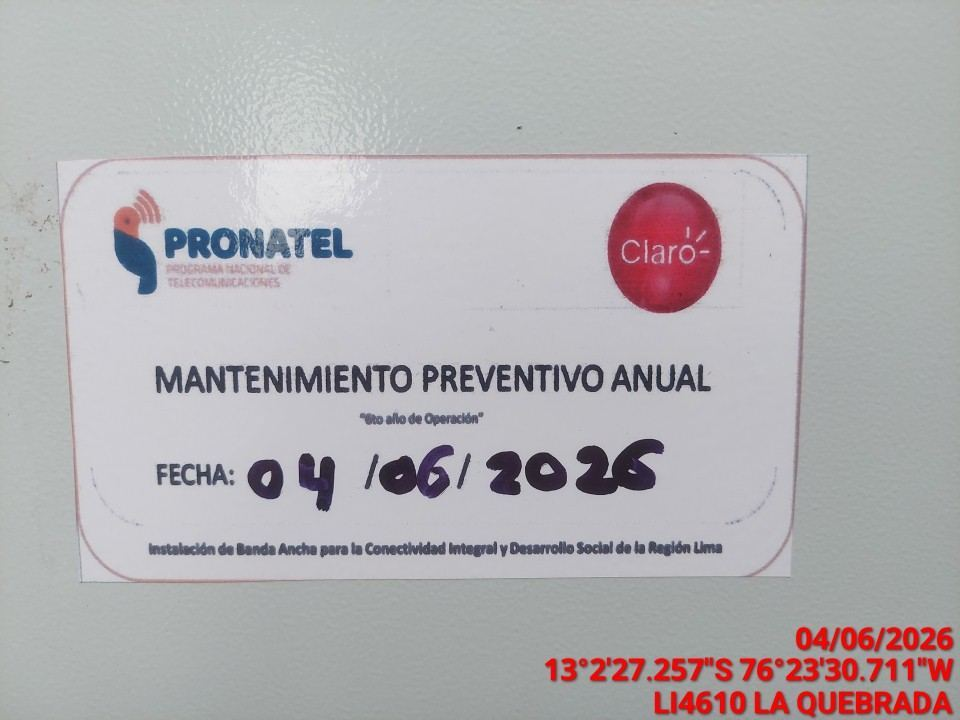 PRONATEL
PROGRAMA NACIONAL DE
TELECOMUNICACIONES
Claro
MANTENIMIENTO PREVENTIVO ANUAL
"6to año de Operación"
FECHA: 04/06/2026
Instalación de Banda Ancha para la Conectividad Integral y Desarrollo Social de la Región Lima
04/06/2026
13°2'27.257"S 76°23'30.711"W
LI4610 LA QUEBRADA